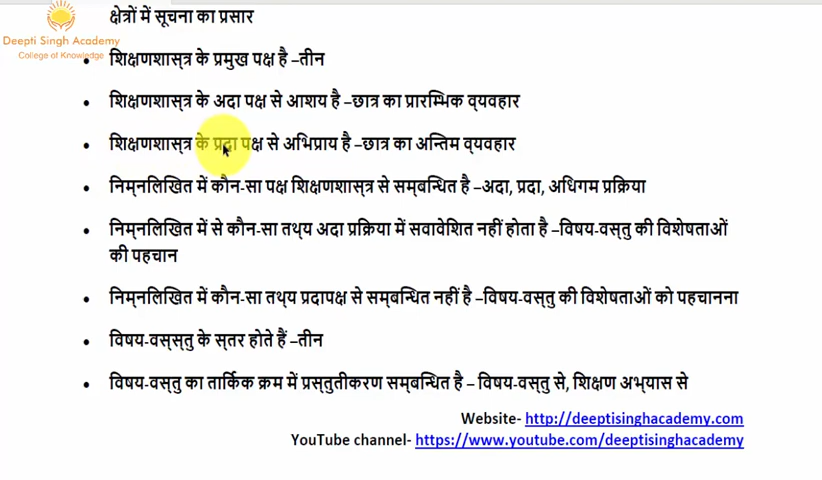 क्षेत्रों में सूचना का प्रसार
Deepti Singh Academy
College of Knowledge
• शिक्षणशास्त्र के प्रमुख पक्ष है –तीन
• शिक्षणशास्त्र के अदा पक्ष से आशय है –छात्र का प्रारम्भिक व्यवहार
• शिक्षणशास्त्र के प्रदा पक्ष से अभिप्राय है –छात्र का अन्तिम व्यवहार
• निम्नलिखित में कौन-सा पक्ष शिक्षणशास्त्र से सम्बन्धित है –अदा, प्रदा, अधिगम प्रक्रिया
• निम्नलिखित में से कौन-सा तथ्य अदा प्रक्रिया में सवावेशित नहीं होता है –विषय-वस्तु की विशेषताओं
की पहचान
• निम्नलिखित में कौन-सा तथ्य प्रदापक्ष से सम्बन्धित नहीं है –विषय-वस्तु की विशेषताओं को पहचानना
• विषय-वस्स्तु के स्तर होते हैं –तीन
• विषय-वस्तु का तार्किक क्रम में प्रस्तुतीकरण सम्बन्धित है – विषय-वस्तु से, शिक्षण अभ्यास से
Website- http://deeptisinghacademy.com
YouTube channel- https://www.youtube.com/deeptisinghacademy